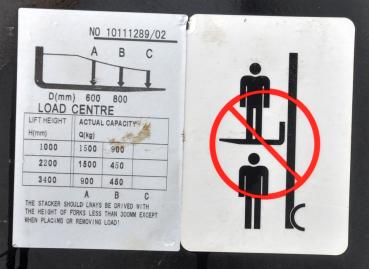 NO 10111289/02
A B C
D(mm) 600 800
LOAD CENTRE
LIFT HEIGHT ACTUAL CAPACITY
H(mm) Q(kg)
1000 1500 900
2200 1500 450
3400 900 450
A B C
THE STACKER SHOULD LWAYS BE DRIVED WITH
THE HEIGHT OF FORKS LESS THAN 300MM EXCEPT
WHEN PLACING OR REMOVING LOAD!